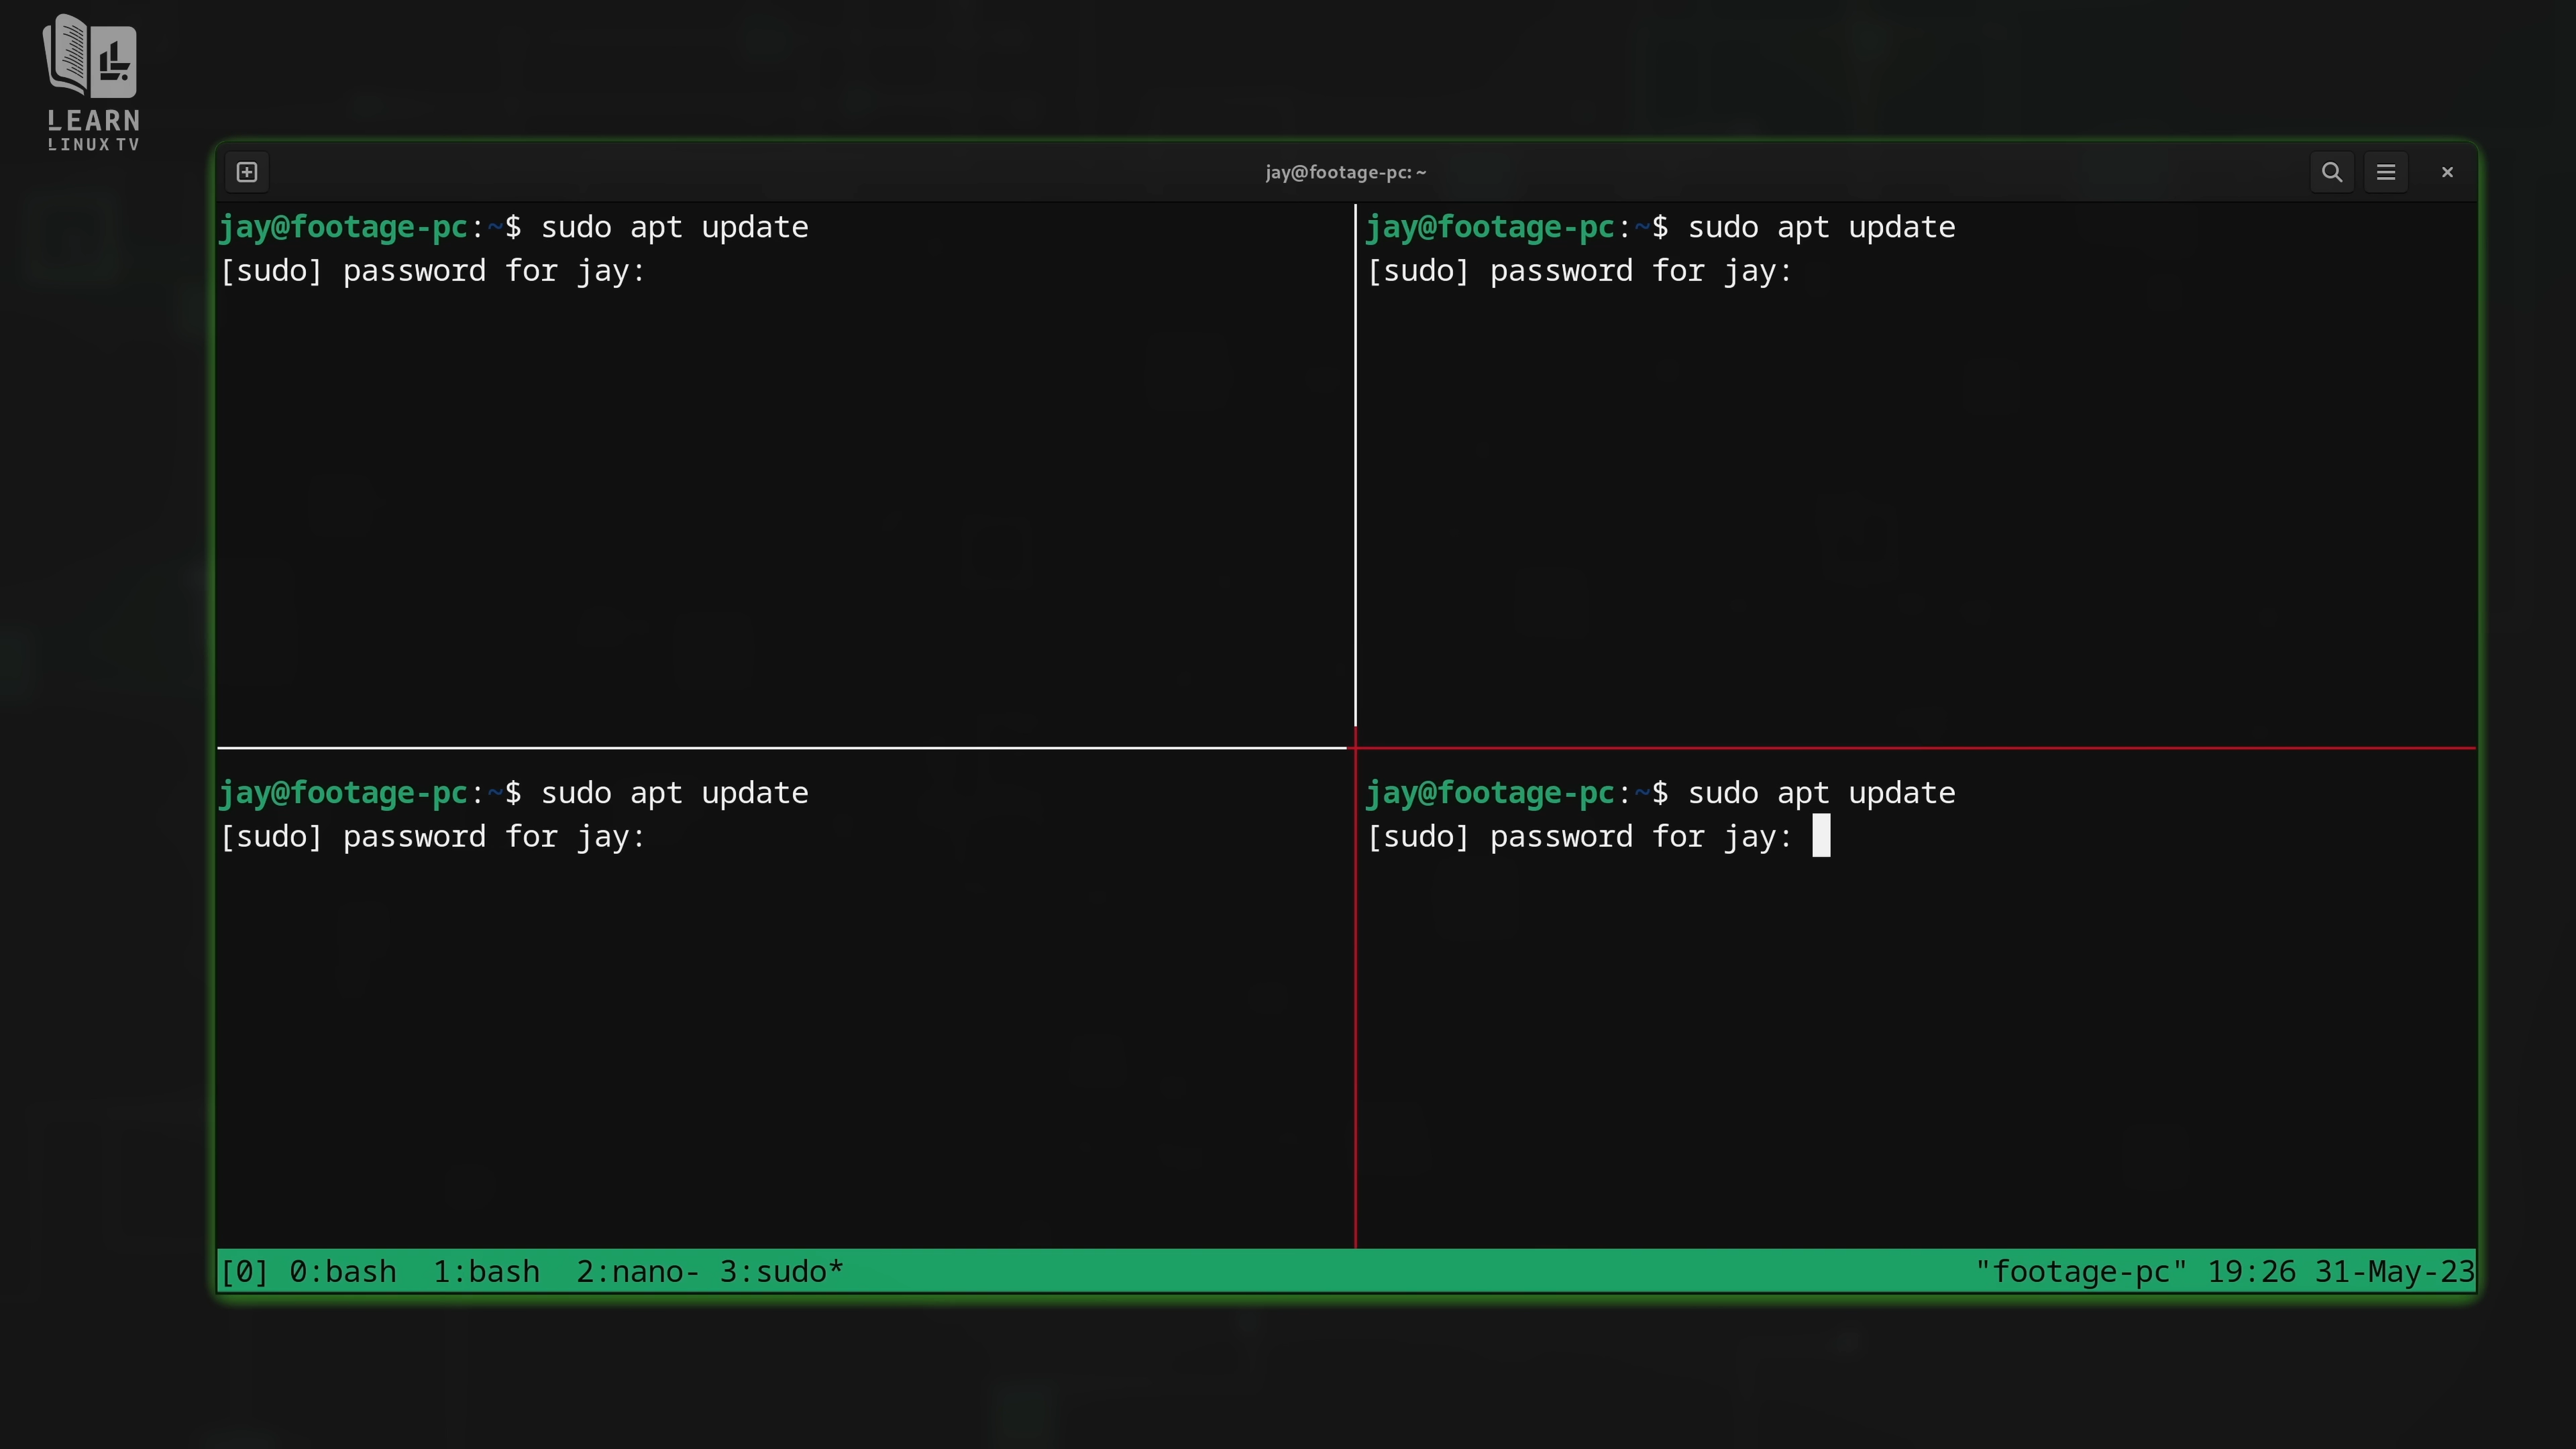 LEARN
LINUX TV
jay@footage-pc: ~
jay@footage-pc:~$ sudo apt update
[sudo] password for jay:
jay@footage-pc:~$ sudo apt update
[sudo] password for jay:
jay@footage-pc:~$ sudo apt update
[sudo] password for jay:
jay@footage-pc:~$ sudo apt update
[sudo] password for jay:
[0] 0:bash  1:bash  2:nano- 3:sudo*
"footage-pc" 19:26 31-May-23